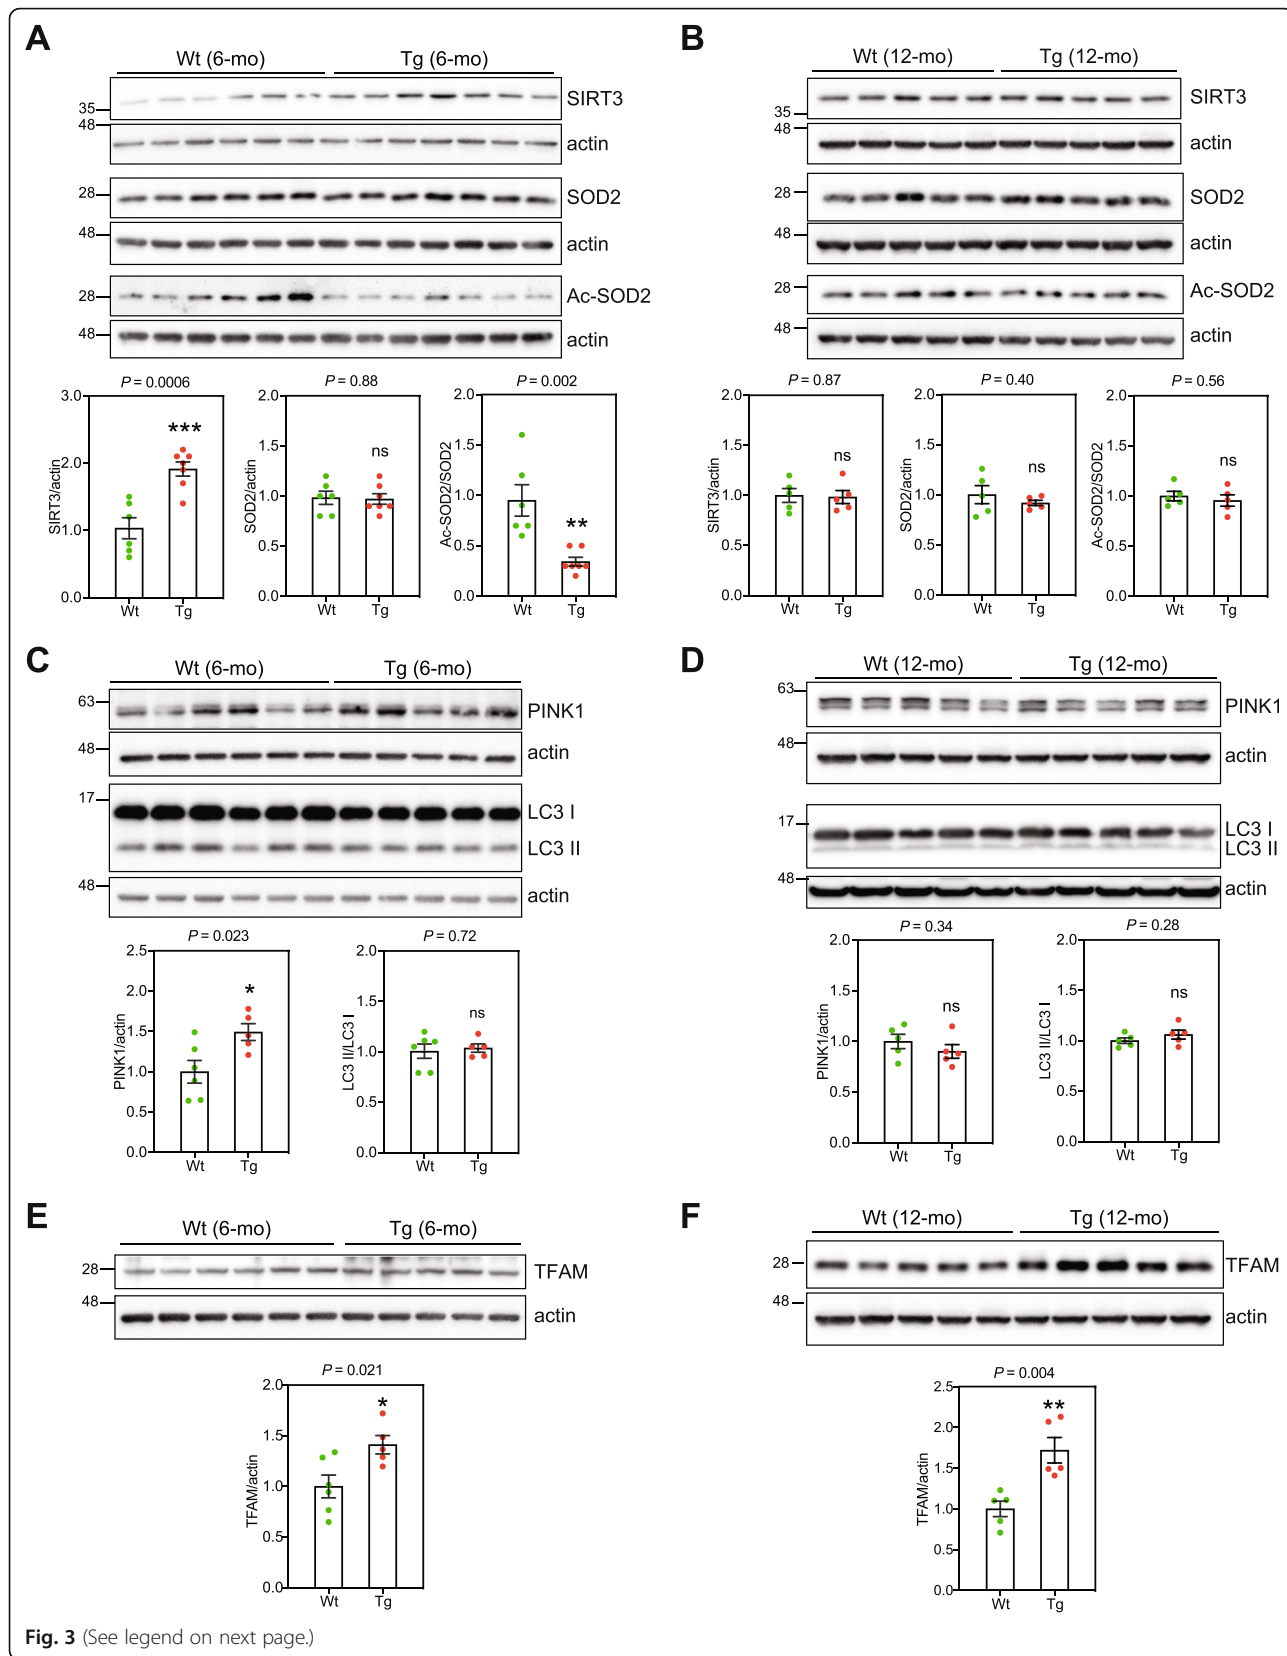 A
Wt (6-mo) Tg (6-mo)
35 SIRT3
48 actin
28 SOD2
48 actin
28 Ac-SOD2
48 actin
P = 0.0006
3.0
2.0
1.0
0.0
SIRT3/actin
***
Wt Tg
P = 0.88
2.0
1.5
1.0
0.5
0.0
SOD2/actin
ns
Wt Tg
P = 0.002
2.0
1.5
1.0
0.5
0.0
Ac-SOD2/SOD2
**
Wt Tg
B
Wt (12-mo) Tg (12-mo)
35 SIRT3
48 actin
28 SOD2
48 actin
28 Ac-SOD2
48 actin
P = 0.87
2.0
1.5
1.0
0.5
0.0
SIRT3/actin
ns
Wt Tg
P = 0.40
2.0
1.5
1.0
0.5
0.0
SOD2/actin
ns
Wt Tg
P = 0.56
2.0
1.5
1.0
0.5
0.0
Ac-SOD2/SOD2
ns
Wt Tg
C
Wt (6-mo) Tg (6-mo)
63 PINK1
48 actin
17 LC3 I
LC3 II
48 actin
P = 0.023
2.5
2.0
1.5
1.0
0.5
0.0
PINK1/actin
*
Wt Tg
P = 0.72
2.0
1.5
1.0
0.5
0.0
LC3 II/LC3 I
ns
Wt Tg
D
Wt (12-mo) Tg (12-mo)
63 PINK1
48 actin
17 LC3 I
LC3 II
48 actin
P = 0.34
2.0
1.5
1.0
0.5
0.0
PINK1/actin
ns
Wt Tg
P = 0.28
2.0
1.5
1.0
0.5
0.0
LC3 II/LC3 I
ns
Wt Tg
E
Wt (6-mo) Tg (6-mo)
28 TFAM
48 actin
P = 0.021
2.0
1.5
1.0
0.5
0.0
TFAM/actin
*
Wt Tg
F
Wt (12-mo) Tg (12-mo)
28 TFAM
48 actin
P = 0.004
2.5
2.0
1.5
1.0
0.5
0.0
TFAM/actin
**
Wt Tg
Fig. 3 (See legend on next page.)